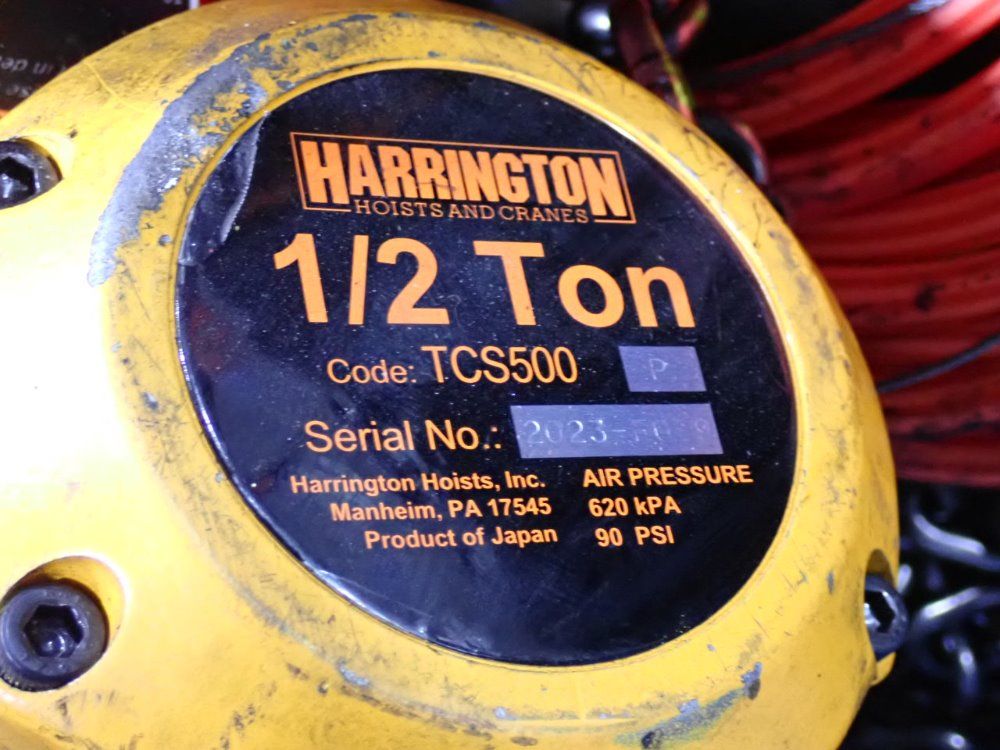 HARRINGTON
HOISTS AND CRANES
1/2 Ton
Code: TCS500 P
Serial No.:
Harrington Hoists, Inc. AIR PRESSURE
Manheim, PA 17545 620 kPA
Product of Japan 90 PSI